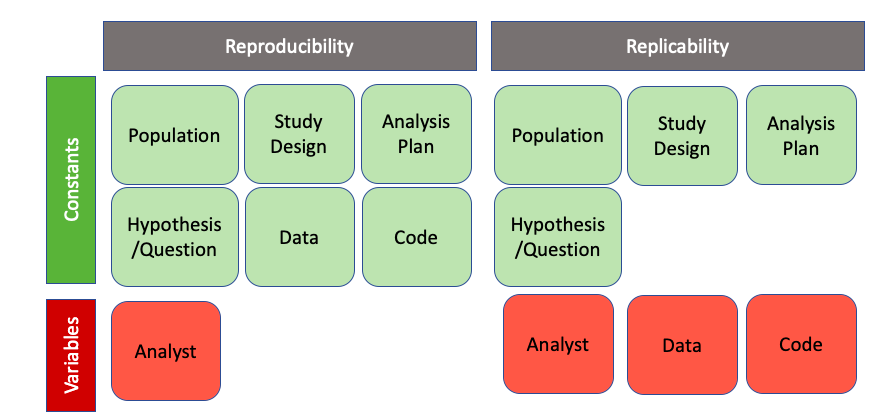 Reproducibility
Replicability
Constants
Population
Study
Design
Analysis
Plan
Population
Study
Design
Analysis
Plan
Hypothesis
/Question
Data
Code
Hypothesis
/Question
Variables
Analyst
Analyst
Data
Code